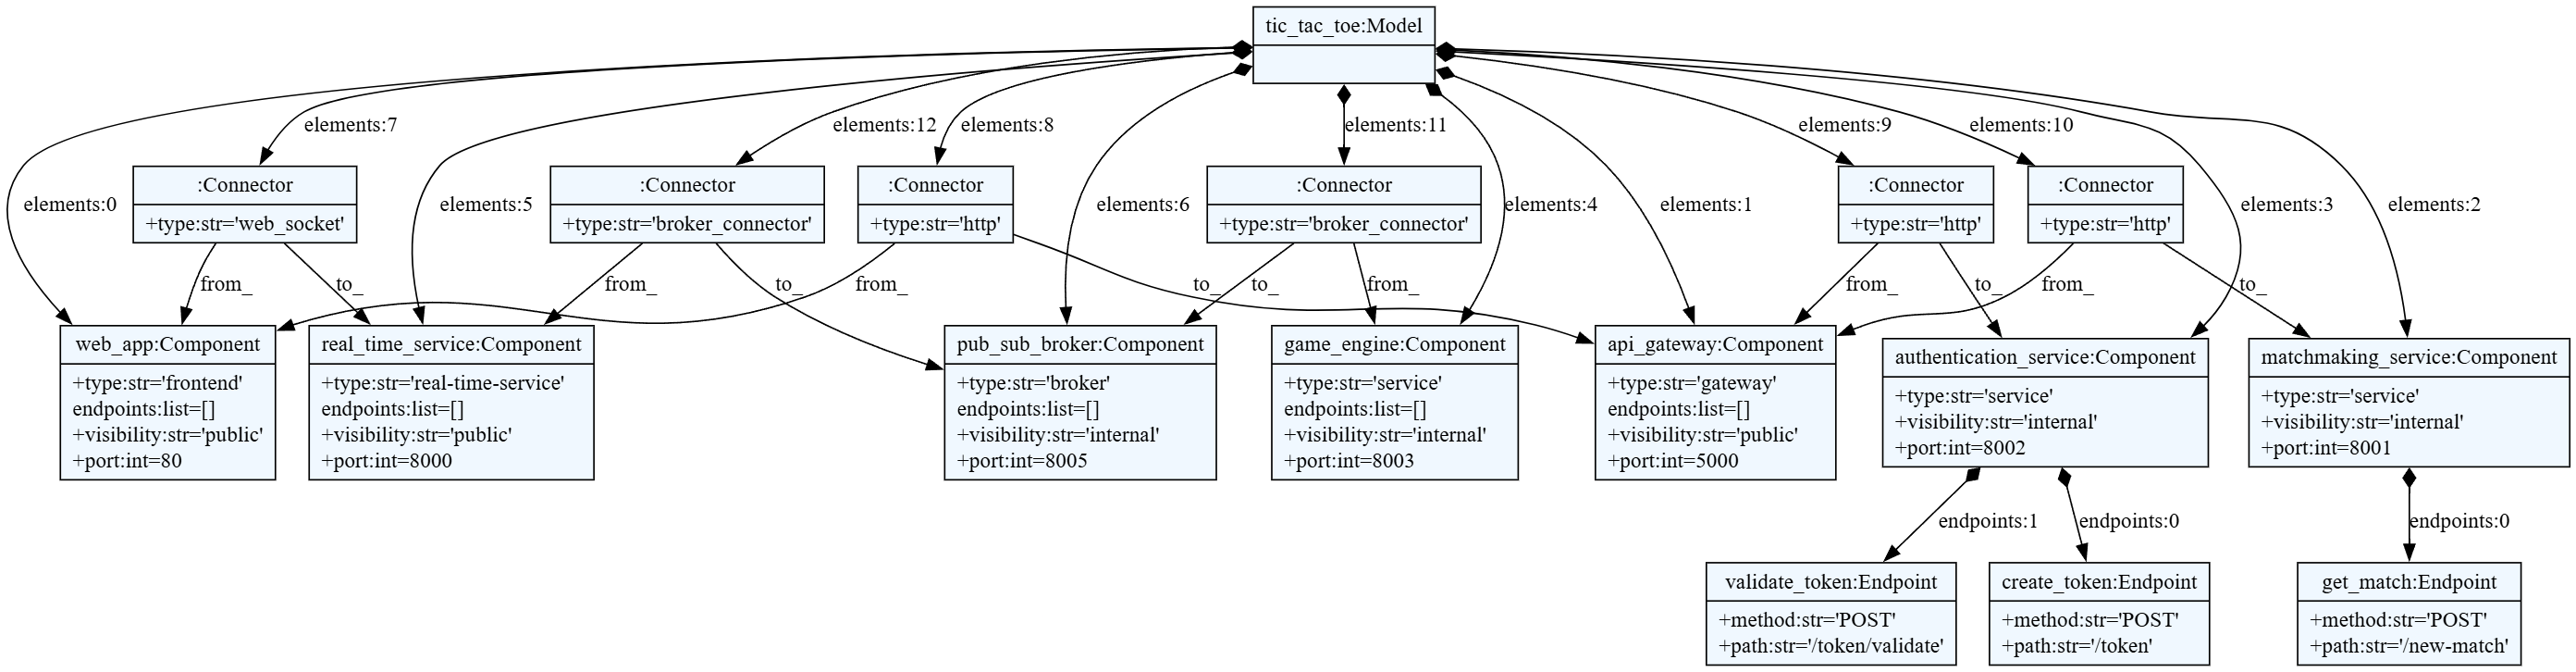 tic_tac_toe:Model
elements:7
elements:12
elements:8
elements:11
elements:9
elements:10
:Connector
+type:str='web_socket'
:Connector
+type:str='broker_connector'
:Connector
+type:str='http'
:Connector
+type:str='broker_connector'
:Connector
+type:str='http'
:Connector
+type:str='http'
elements:0
elements:5
elements:6
elements:4
elements:1
elements:3
elements:2
from_
to_
from_
to_
from_
to_
to_
from_
from_
to_
from_
to_
web_app:Component
+type:str='frontend'
endpoints:list=[]
+visibility:str='public'
+port:int=80
real_time_service:Component
+type:str='real-time-service'
endpoints:list=[]
+visibility:str='public'
+port:int=8000
pub_sub_broker:Component
+type:str='broker'
endpoints:list=[]
+visibility:str='internal'
+port:int=8005
game_engine:Component
+type:str='service'
endpoints:list=[]
+visibility:str='internal'
+port:int=8003
api_gateway:Component
+type:str='gateway'
endpoints:list=[]
+visibility:str='public'
+port:int=5000
authentication_service:Component
+type:str='service'
+visibility:str='internal'
+port:int=8002
matchmaking_service:Component
+type:str='service'
+visibility:str='internal'
+port:int=8001
endpoints:1
endpoints:0
endpoints:0
validate_token:Endpoint
+method:str='POST'
+path:str='/token/validate'
create_token:Endpoint
+method:str='POST'
+path:str='/token'
get_match:Endpoint
+method:str='POST'
+path:str='/new-match'